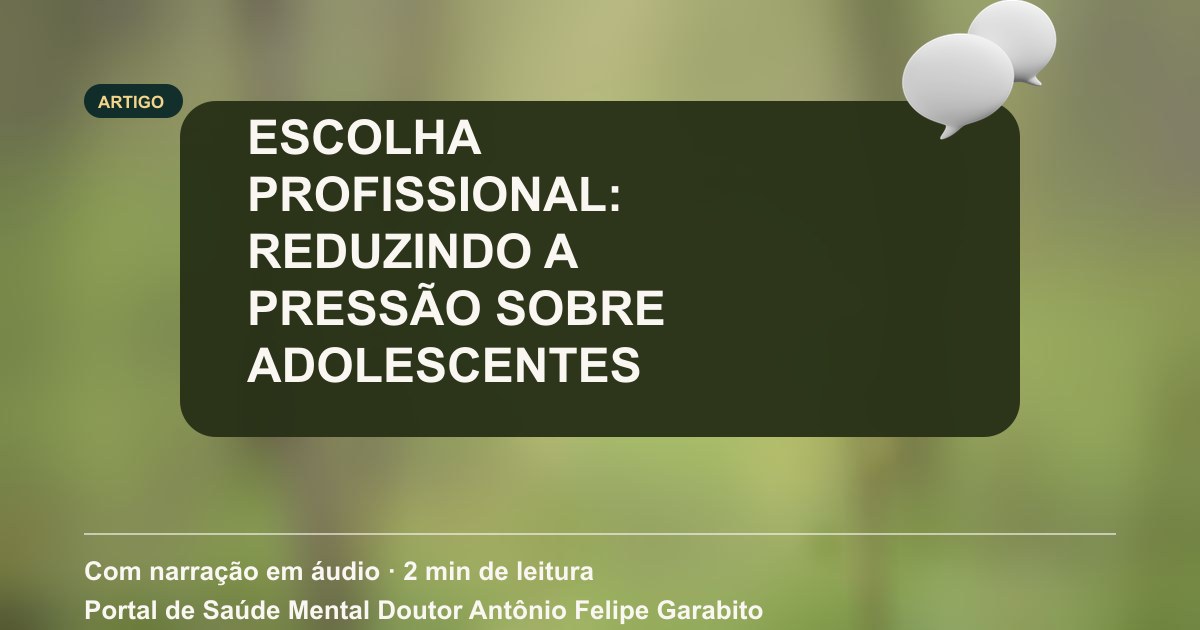 ARTIGO
ESCOLHA
PROFISSIONAL:
REDUZINDO A
PRESSÃO SOBRE
ADOLESCENTES
Com narração em áudio · 2 min de leitura
Portal de Saúde Mental Doutor Antônio Felipe Garabito